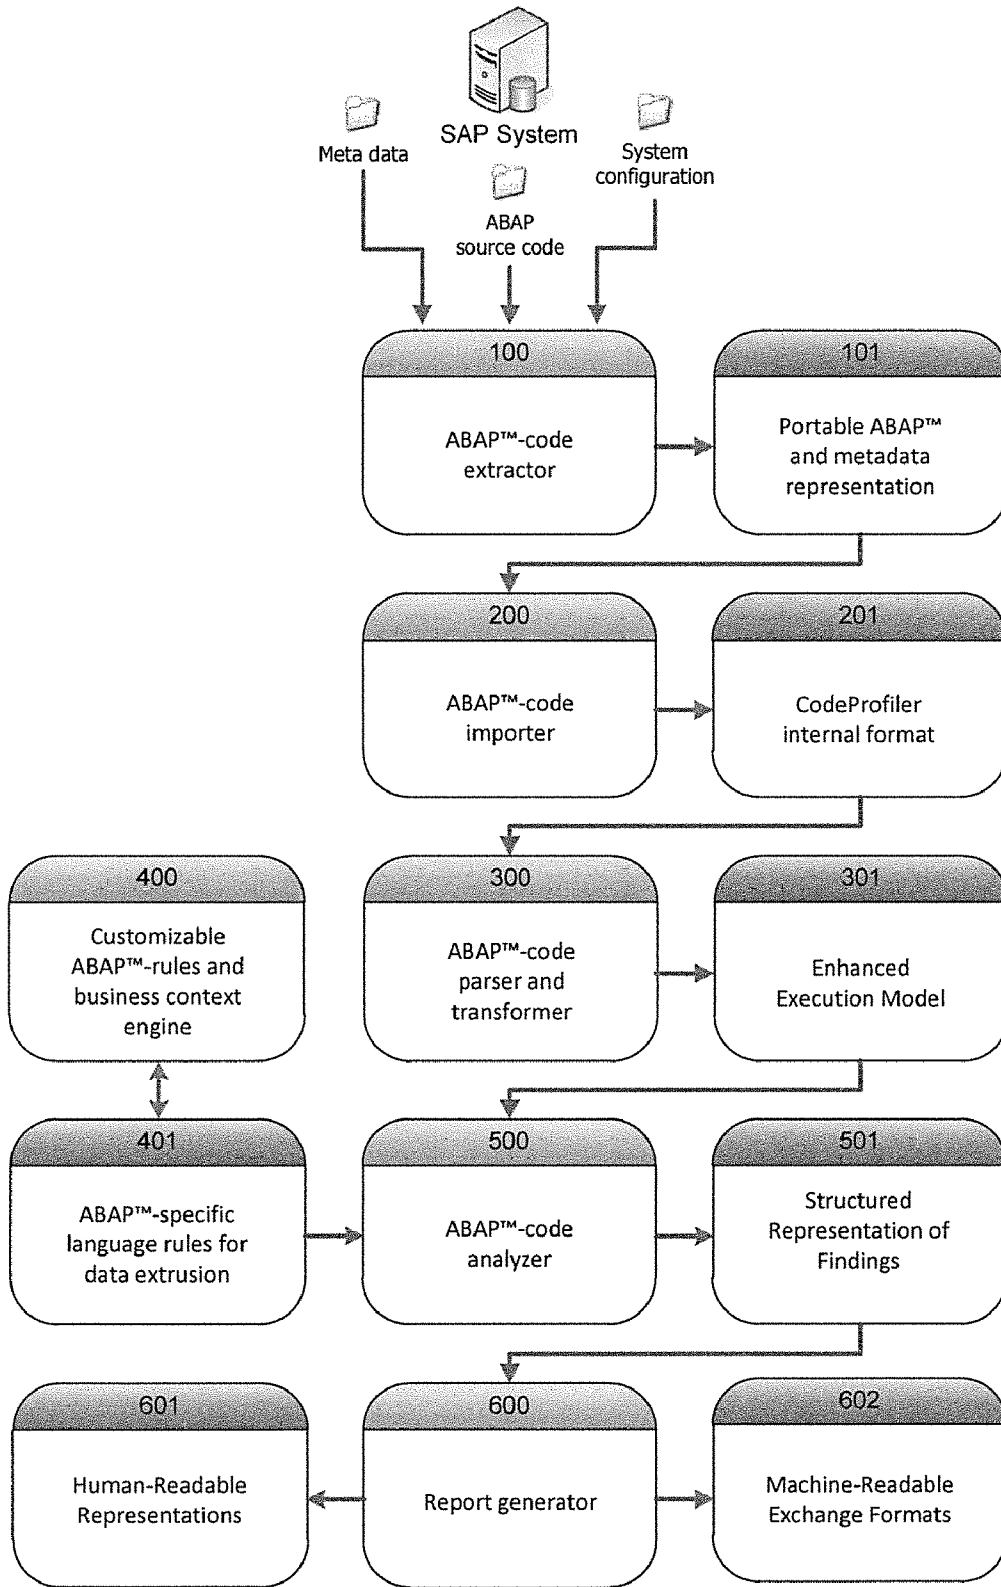 SAP System
Meta data
System
configuration
ABAP
source code
100
ABAP™-code
extractor
101
Portable ABAP™
and metadata
representation
200
ABAP™-code
importer
201
CodeProfiler
internal format
400
Customizable
ABAP™-rules and
business context
engine
300
ABAP™-code
parser and
transformer
301
Enhanced
Execution Model
401
ABAP™-specific
language rules for
data extrusion
500
ABAP™-code
analyzer
501
Structured
Representation of
Findings
601
Human-Readable
Representations
600
Report generator
602
Machine-Readable
Exchange Formats